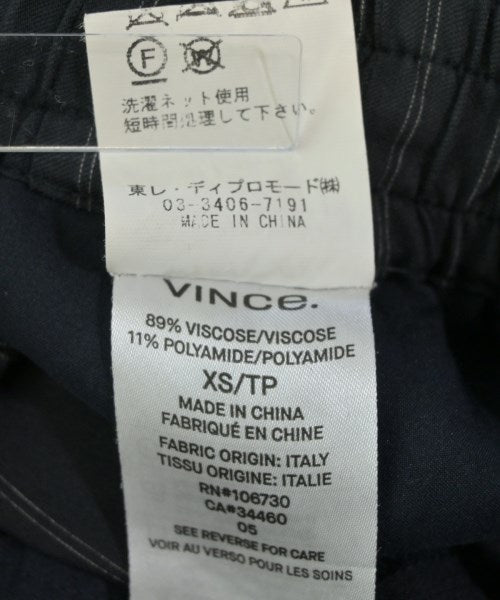 F
W
洗濯ネット使用
短時間処理して下さい。
東レ・ディプロモード㈱
03-3406-7191
MADE IN CHINA
VINCE.
89% VISCOSE/VISCOSE
11% POLYAMIDE/POLYAMIDE
XS/TP
MADE IN CHINA
FABRIQUÉ EN CHINE
FABRIC ORIGIN: ITALY
TISSU ORIGINE: ITALIE
RN#106730
CA#34460
05
SEE REVERSE FOR CARE
VOIR AU VERSO POUR LES SOINS